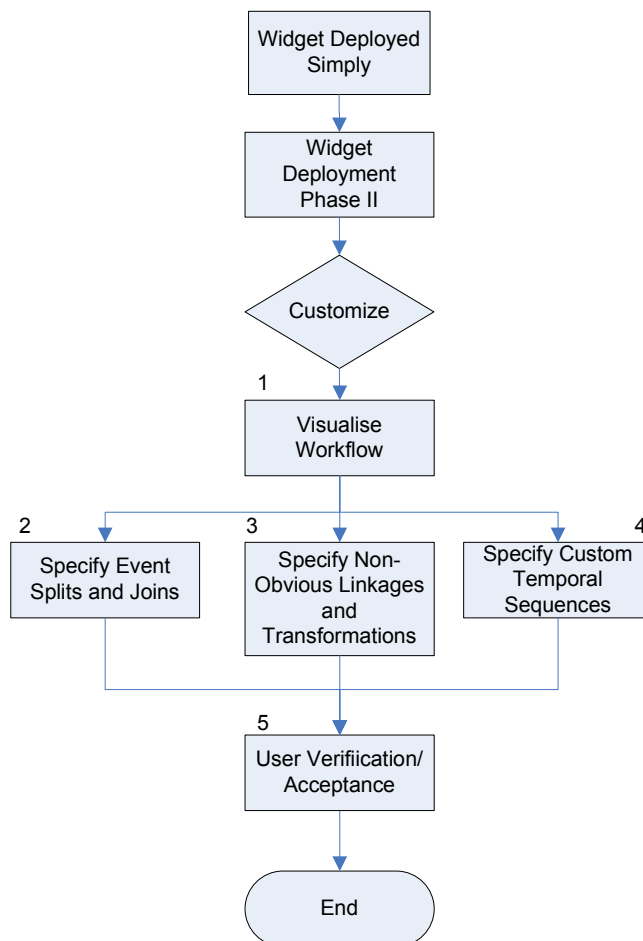 Widget Deployed
Simply
Widget
Deployment
Phase II
Customize
1
Visualise
Workflow
2
Specify Event
Splits and Joins
3
Specify Non-
Obvious Linkages
and
Transformations
4
Specify Custom
Temporal
Sequences
5
User Verifiication/
Acceptance
End